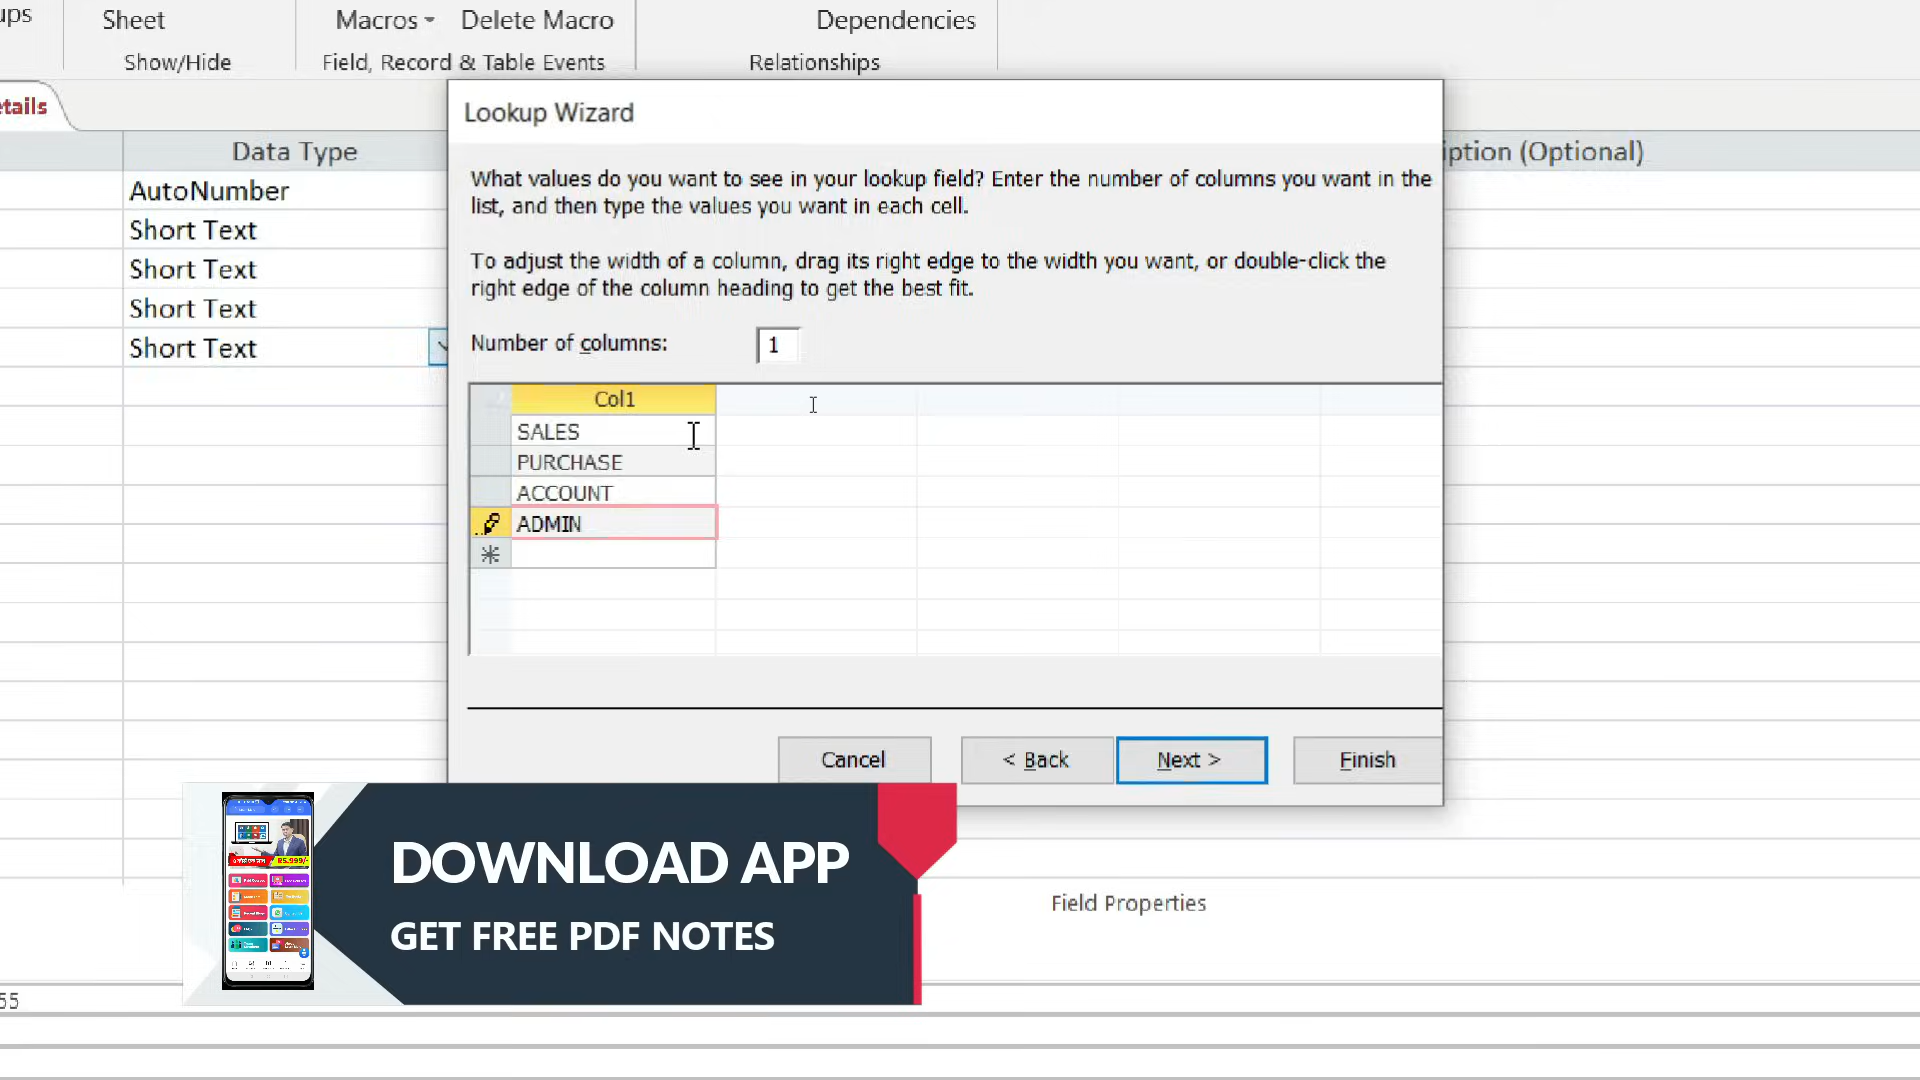 ups
Sheet
Macros
Delete Macro
Dependencies
Show/Hide
Field, Record & Table Events
Relationships
etails
Lookup Wizard
Data Type
iption (Optional)
AutoNumber
Short Text
Short Text
Short Text
Short Text
What values do you want to see in your lookup field? Enter the number of columns you want in the
list, and then type the values you want in each cell.
To adjust the width of a column, drag its right edge to the width you want, or double-click the
right edge of the column heading to get the best fit.
Number of columns:
1
Col1
SALES
PURCHASE
ACCOUNT
ADMIN
Cancel
< Back
Next >
Finish
DOWNLOAD APP
GET FREE PDF NOTES
Field Properties
55